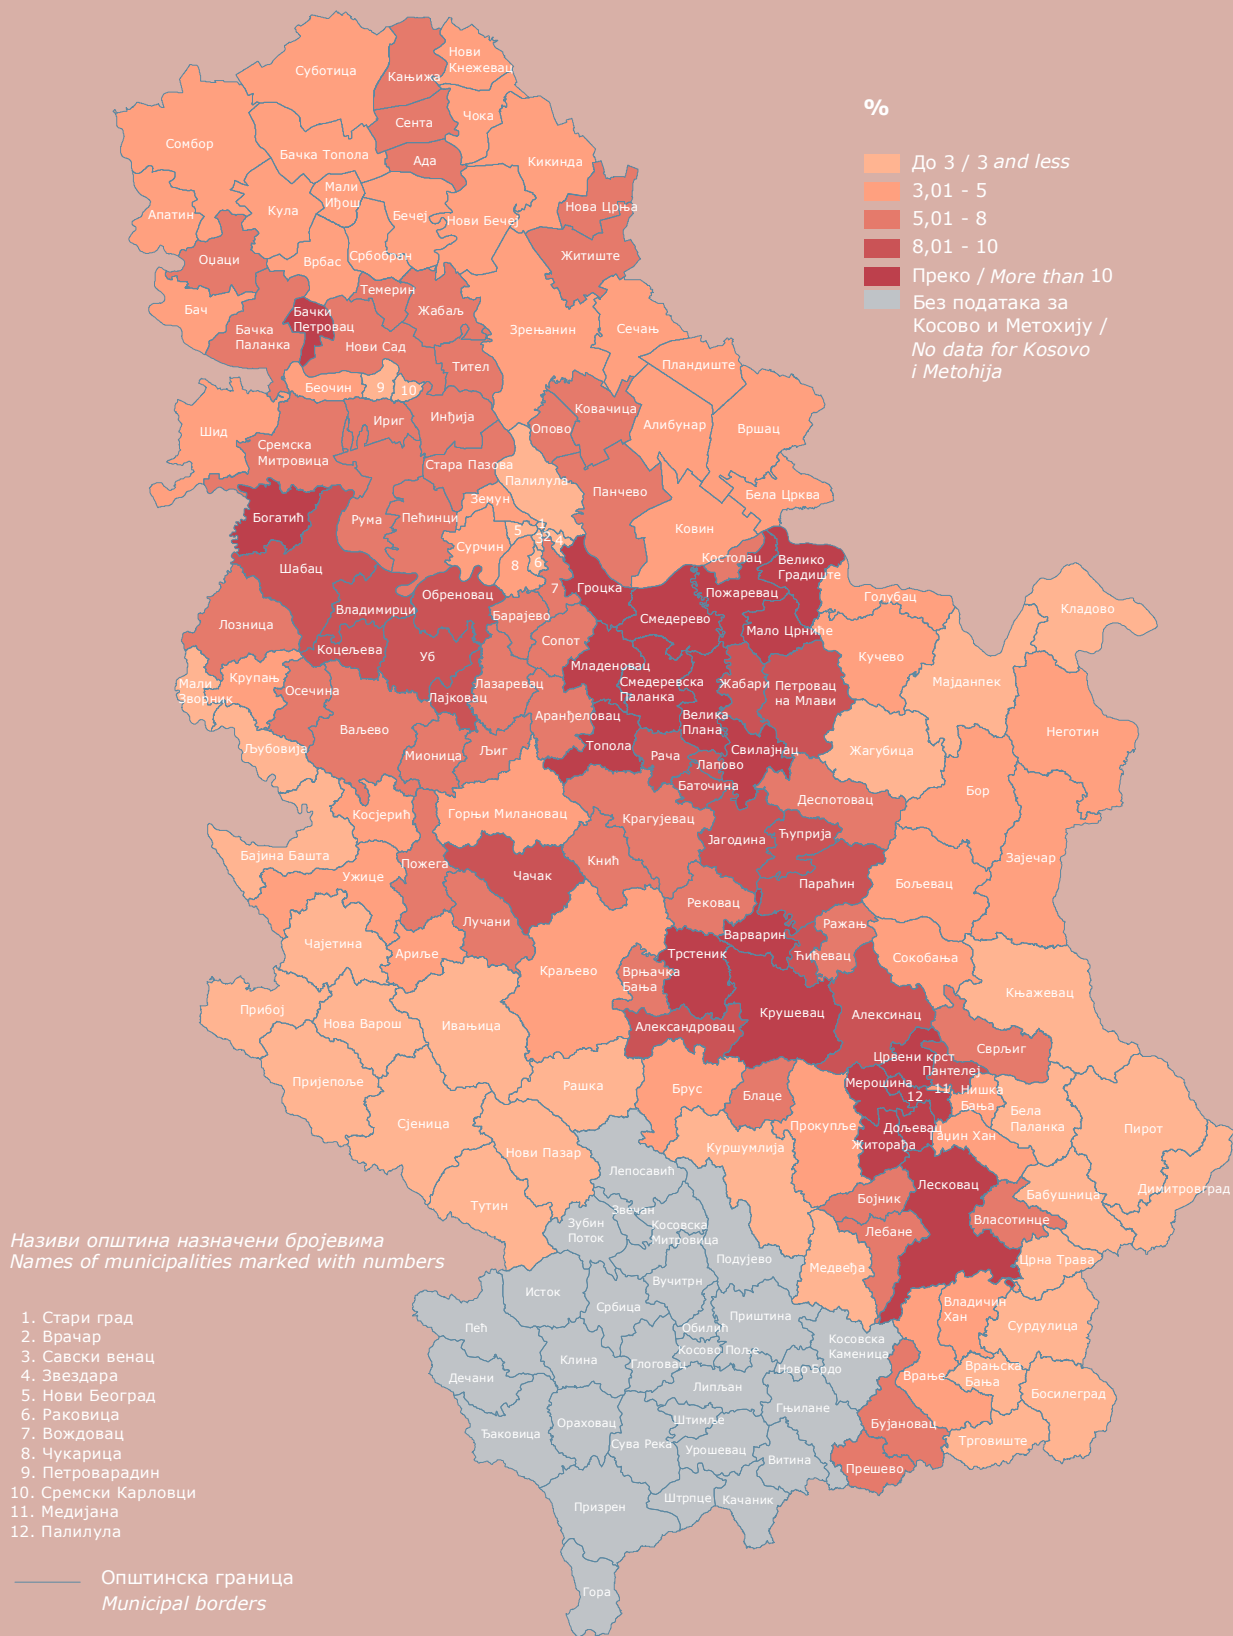 %
До 3 / 3 and less
3,01 - 5
5,01 - 8
8,01 - 10
Преко / More than 10
Без података за
Косово и Метохију /
No data for Kosovo
i Metohija
Суботица
Кањижа
Нови
Кнежевац
Сомбор
Бачка Топола
Сента
Чока
Ада
Кикинда
Апатин
Кула
Мали
Иђош
Бечеј
Нови Бечеј
Нова Црња
Оџаци
Врбас
Србобран
Житиште
Бач
Бачка
Паланка
Бачки
Петровац
Темерин
Жабаљ
Нови Сад
Зрењанин
Сечањ
Тител
Пландиште
Беочин
9
10
Шид
Сремска
Митровица
Ириг
Инђија
Опово
Ковачица
Алибунар
Вршац
Стара Пазова
Палилула
Панчево
Бела Црква
Земун
Богатић
Рума
Пећинци
Сурчин
5
1
2
3
4
6
7
8
Ковин
Костолац
Велико
Градиште
Шабац
Владимирци
Обреновац
Гроцка
Пожаревац
Голубац
Кладово
Лозница
Коцељева
Уб
Барајево
Сопот
Смедерево
Мало Црниће
Кучево
Мајданпек
Мали
Зворник
Крупањ
Осечина
Лајковац
Лазаревац
Младеновац
Смедеревска
Паланка
Жабари
Петровац
на Млави
Неготин
Љубовија
Ваљево
Мионица
Љиг
Аранђеловац
Топола
Рача
Велика
Плана
Свилајнац
Лапово
Жагубица
Баточина
Бор
Косјерић
Горњи Милановац
Крагујевац
Деспотовац
Јагодина
Ћуприја
Зајечар
Бајина Башта
Ужице
Пожега
Чачак
Кнић
Параћин
Бољевац
Рековац
Лучани
Чајетина
Ариље
Краљево
Трстеник
Варварин
Ражањ
Ћићевац
Сокобања
Врњачка
Бања
Књажевац
Прибој
Нова Варош
Ивањица
Александровац
Крушевац
Алексинац
Сврљиг
Црвени крст
Пантелеј
Пријепоље
Рашка
Брус
Блаце
Мерошина
12
11
Нишка
Бања
Бела
Паланка
Пирот
Сјеница
Прокупље
Дољевац
Гаџин Хан
Житорађа
Нови Пазар
Куршумлија
Лесковац
Бабушница
Димитровград
Тутин
Бојник
Власотинце
Лебане
Медвеђа
Црна Трава
Лепосавић
Звечан
Зубин
Поток
Косовска
Митровица
Подујево
Исток
Вучитрн
Србица
Приштина
Владичин
Хан
Сурдулица
Пећ
Обилић
Косово Поље
Косовска
Каменица
Клина
Глоговац
Ново Брдо
Врање
Врањска
Бања
Босилеград
Дечани
Липљан
Гњилане
Ђаковица
Ораховац
Штимље
Сува Река
Урошевац
Витина
Бујановац
Трговиште
Прешево
Призрен
Штрпце
Качаник
Гора
Називи општина назначени бројевима
Names of municipalities marked with numbers
1. Стари град
2. Врачар
3. Савски венац
4. Звездара
5. Нови Београд
6. Раковица
7. Вождовац
8. Чукарица
9. Петроварадин
10. Сремски Карловци
11. Медијана
12. Палилула
Општинска граница
Municipal borders